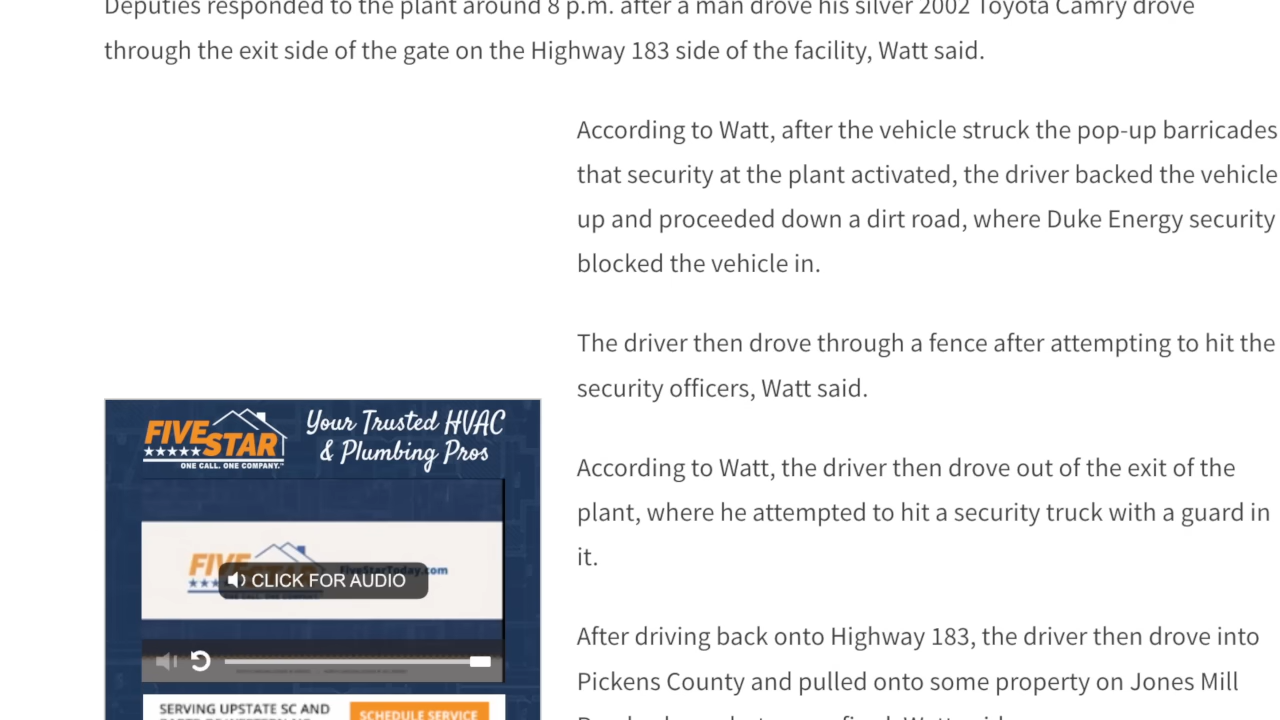 Deputies responded to the plant around 8 p.m. after a man drove his silver 2002 Toyota Camry drove
through the exit side of the gate on the Highway 183 side of the facility, Watt said.
According to Watt, after the vehicle struck the pop-up barricades
that security at the plant activated, the driver backed the vehicle
up and proceeded down a dirt road, where Duke Energy security
blocked the vehicle in.
The driver then drove through a fence after attempting to hit the
security officers, Watt said.
According to Watt, the driver then drove out of the exit of the
plant, where he attempted to hit a security truck with a guard in
it.
After driving back onto Highway 183, the driver then drove into
Pickens County and pulled onto some property on Jones Mill
FIVE STAR
ONE CALL. ONE COMPANY.
Your Trusted HVAC
& Plumbing Pros
FIVE
FiveStarToday.com
CLICK FOR AUDIO
SERVING UPSTATE SC AND
SCHEDULE SERVICE